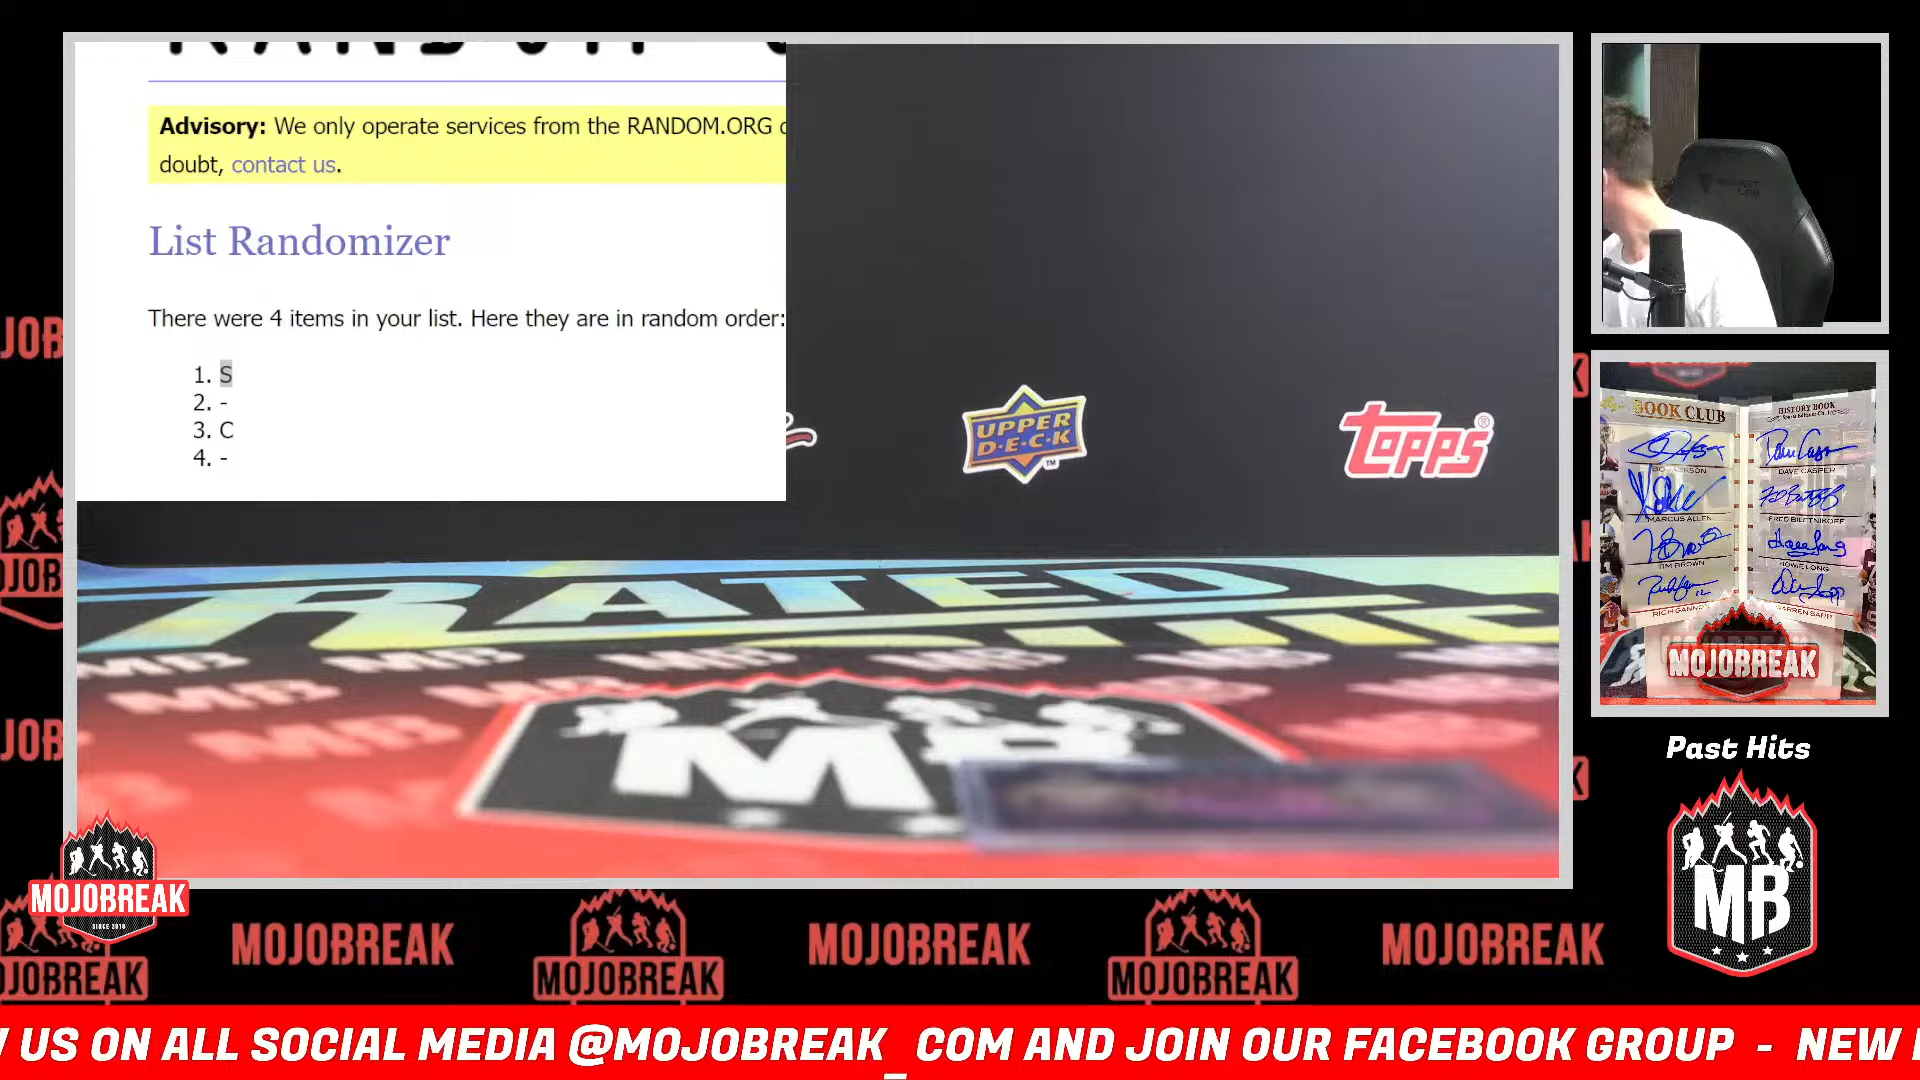 Advisory: We only operate services from the RANDOM.ORG
doubt, contact us.
List Randomizer
There were 4 items in your list. Here they are in random order:
1. S
2. -
3. C
4. -
UPPER
D·E·C·K
TM
TOPPS®
RATED
MB
BOOK CLUB
HISTORY BOOK
BO JACKSON
DAVE CASPER
MARCUS ALLEN
FRED BILETNIKOFF
TIM BROWN
HOWIE LONG
RICH GANNON
WARREN SAPP
MOJOBREAK
Past Hits
MB
MOJOBREAK
SINCE 2010
MOJOBREAK
MOJOBREAK
MOJOBREAK
MOJOBREAK
MOJOBREAK
US ON ALL SOCIAL MEDIA @MOJOBREAK_COM AND JOIN OUR FACEBOOK GROUP - NEW